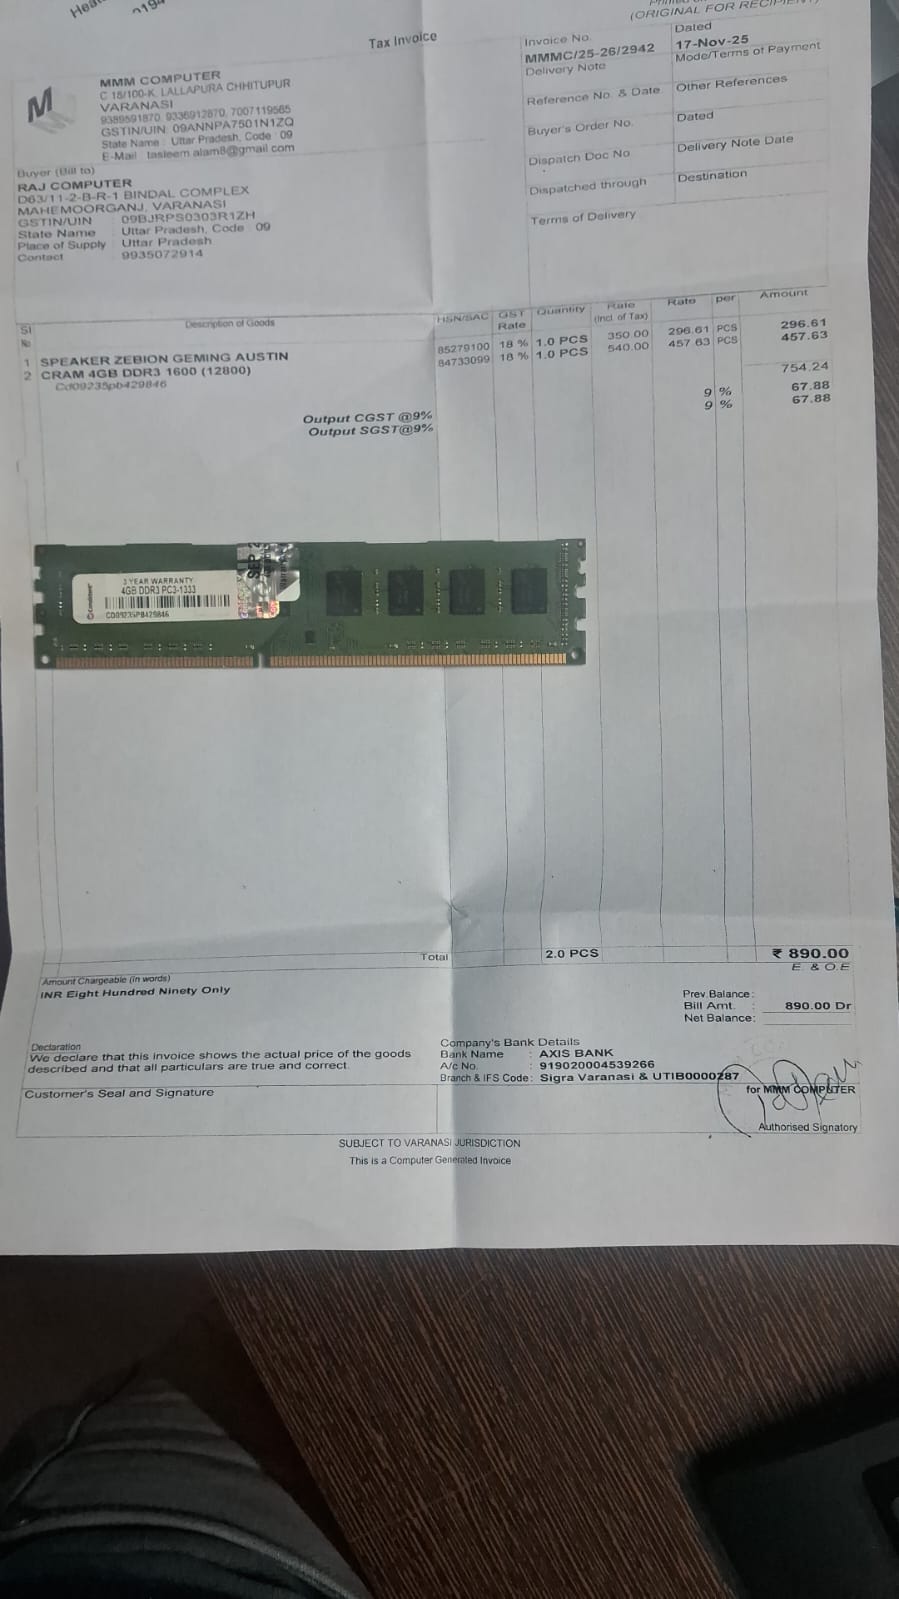 (ORIGINAL FOR RECIPIENT)
Tax Invoice
MMM COMPUTER
C 15/100-K, LALLAPURA CHHITUPUR
VARANASI
9389591870, 9336912870, 7007119565
GSTIN/UIN: 09ANNPA7501N1ZQ
State Name : Uttar Pradesh, Code : 09
E-Mail : tasleem.alam8@gmail.com
Invoice No.
MMMC/25-26/2942
Dated
17-Nov-25
Delivery Note
Mode/Terms of Payment
Reference No. & Date.
Other References
Buyer's Order No.
Dated
Dispatch Doc No.
Delivery Note Date
Dispatched through
Destination
Terms of Delivery
Buyer (Bill to)
RAJ COMPUTER
D63/11-2-B-R-1 BINDAL COMPLEX
MAHEMOORGANJ, VARANASI
GSTIN/UIN : 09BJRPS0303R1ZH
State Name : Uttar Pradesh, Code : 09
Place of Supply : Uttar Pradesh
Contact : 9935072914
Sl No. Description of Goods HSN/SAC GST Rate Quantity Rate (Incl. of Tax) Rate per Amount
1 SPEAKER ZEBION GEMING AUSTIN 85279100 18 % 1.0 PCS 350.00 296.61 PCS 296.61
2 CRAM 4GB DDR3 1600 (12800) 84733099 18 % 1.0 PCS 540.00 457.63 PCS 457.63
Cd09235pb429846
754.24
Output CGST @9% 9 % 67.88
Output SGST@9% 9 % 67.88
3 YEAR WARRANTY
4GB DDR3 PC3-1333
CD09235PB429846
SEP
Total 2.0 PCS ₹ 890.00
E. & O.E
Amount Chargeable (in words)
INR Eight Hundred Ninety Only
Prev.Balance:
Bill Amt. : 890.00 Dr
Net Balance:
Declaration
We declare that this invoice shows the actual price of the goods
described and that all particulars are true and correct.
Company's Bank Details
Bank Name : AXIS BANK
A/c No. : 919020004539266
Branch & IFS Code: Sigra Varanasi & UTIB0000287
Customer's Seal and Signature
for MMM COMPUTER
Authorised Signatory
SUBJECT TO VARANASI JURISDICTION
This is a Computer Generated Invoice